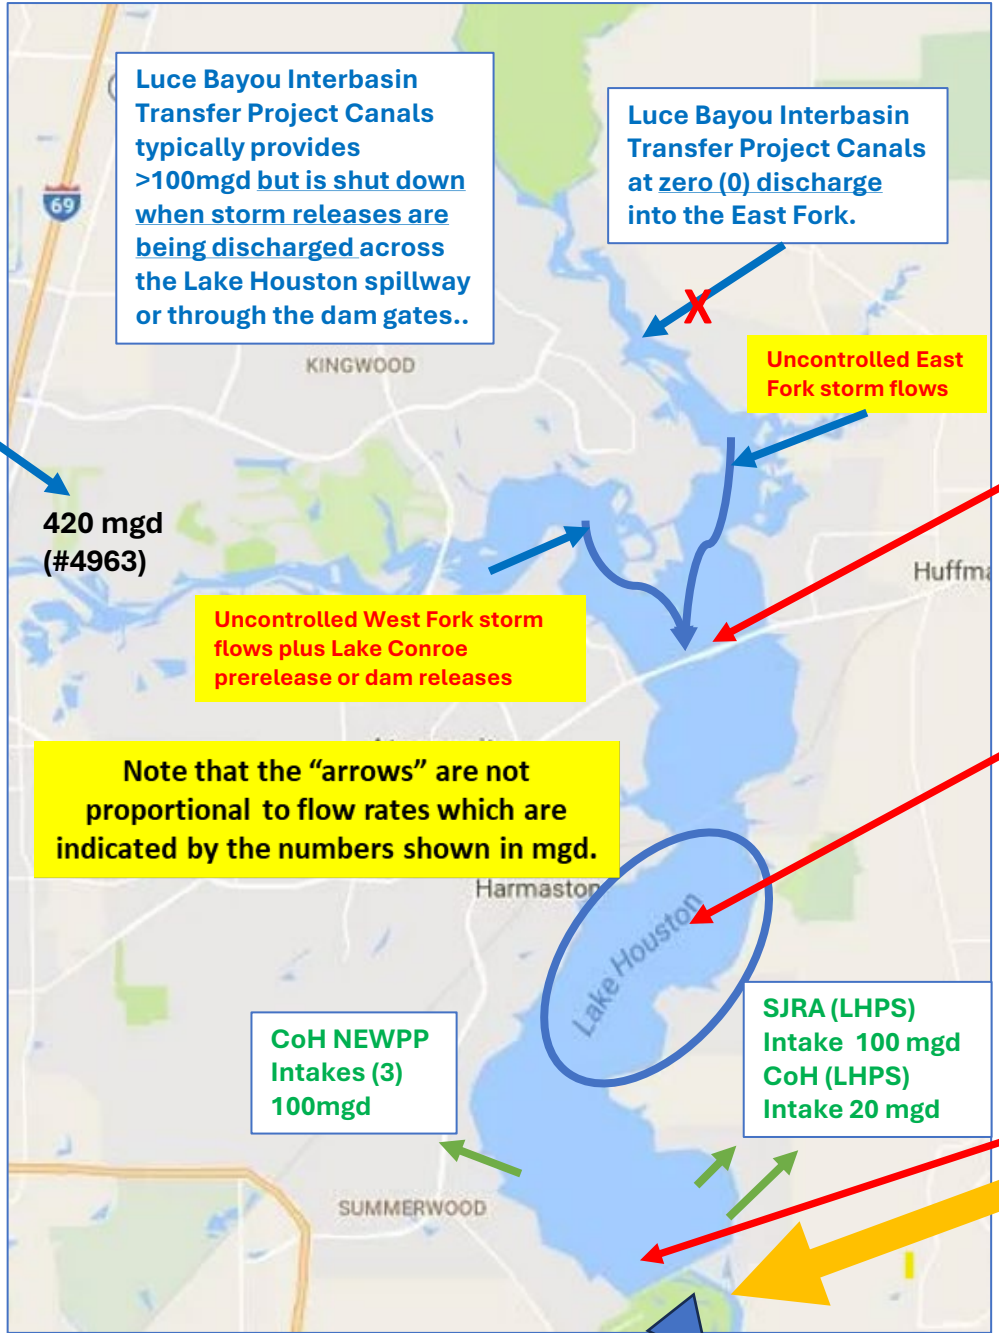 Luce Bayou Interbasin
Transfer Project Canals
typically provides
>100mgd but is shut down
when storm releases are
being discharged across
the Lake Houston spillway
or through the dam gates..
Luce Bayou Interbasin
Transfer Project Canals
at zero (0) discharge
into the East Fork.
69
X
KINGWOOD
Uncontrolled East
Fork storm flows
420 mgd
(#4963)
Huffma
Uncontrolled West Fork storm
flows plus Lake Conroe
prerelease or dam releases
Note that the “arrows” are not
proportional to flow rates which are
indicated by the numbers shown in mgd.
Harmaston
Lake Houston
SJRA (LHPS)
Intake 100 mgd
CoH (LHPS)
Intake 20 mgd
CoH NEWPP
Intakes (3)
100mgd
SUMMERWOOD